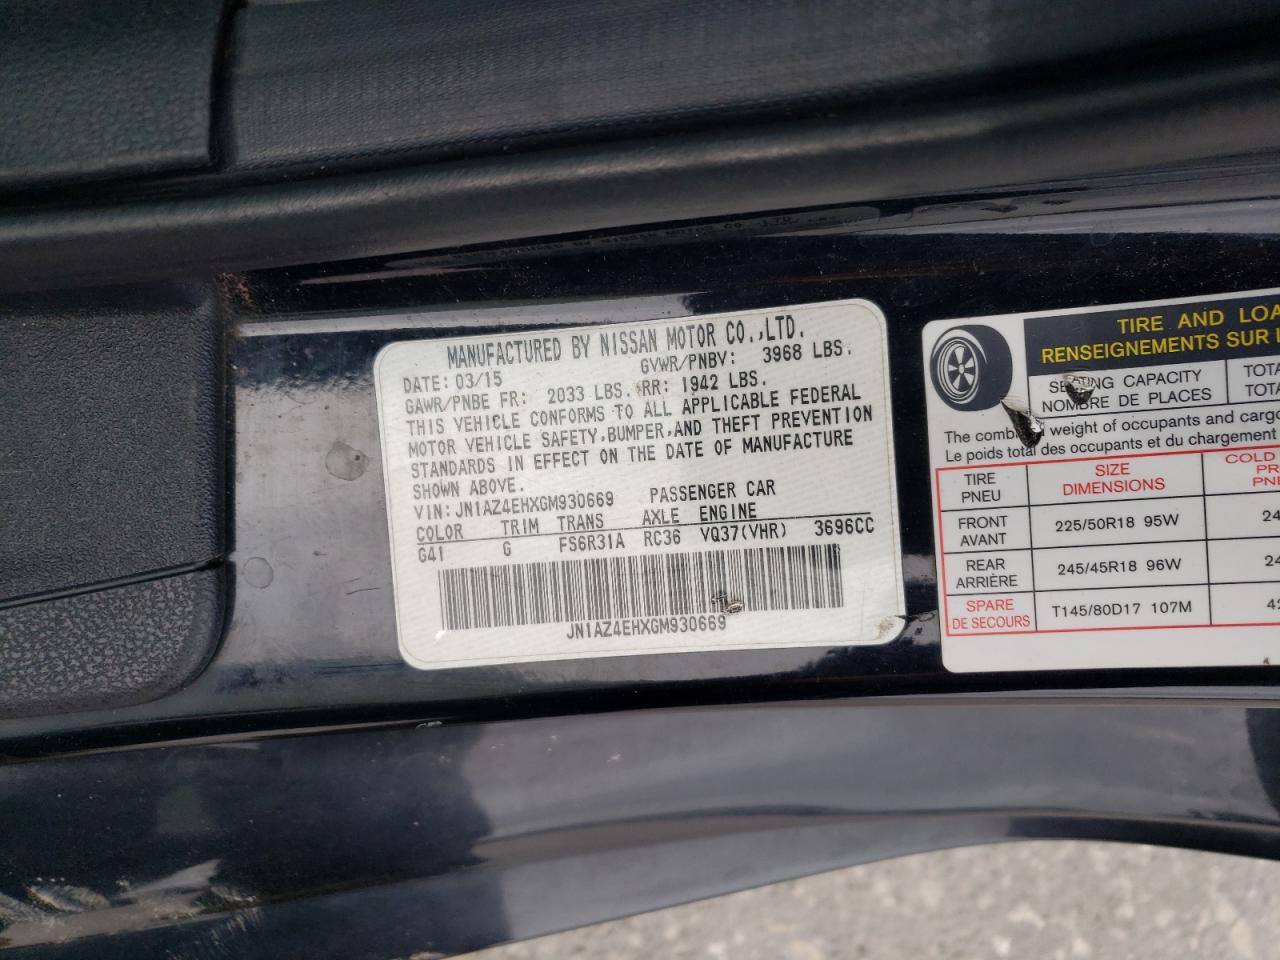 MANUFACTURED BY NISSAN MOTOR CO.,LTD.
DATE: 03/15 GVWR/PNBV: 3968 LBS.
GAWR/PNBE FR: 2033 LBS. RR: 1942 LBS.
THIS VEHICLE CONFORMS TO ALL APPLICABLE FEDERAL
MOTOR VEHICLE SAFETY,BUMPER,AND THEFT PREVENTION
STANDARDS IN EFFECT ON THE DATE OF MANUFACTURE
SHOWN ABOVE.
VIN:JN1AZ4EHXGM930669 PASSENGER CAR
COLOR TRIM TRANS AXLE ENGINE
G41 G FS6R31A RC36 VQ37(VHR) 3696CC
JN1AZ4EHXGM930669
TIRE AND LOA
RENSEIGNEMENTS SUR L
SEATING CAPACITY TOTA
NOMBRE DE PLACES TOTA
The combined weight of occupants and cargo
Le poids total des occupants et du chargement
TIRE SIZE COLD
PNEU DIMENSIONS PR
PNE
FRONT
AVANT 225/50R18 95W 24
REAR
ARRIÈRE 245/45R18 96W 24
SPARE
DE SECOURS T145/80D17 107M 42